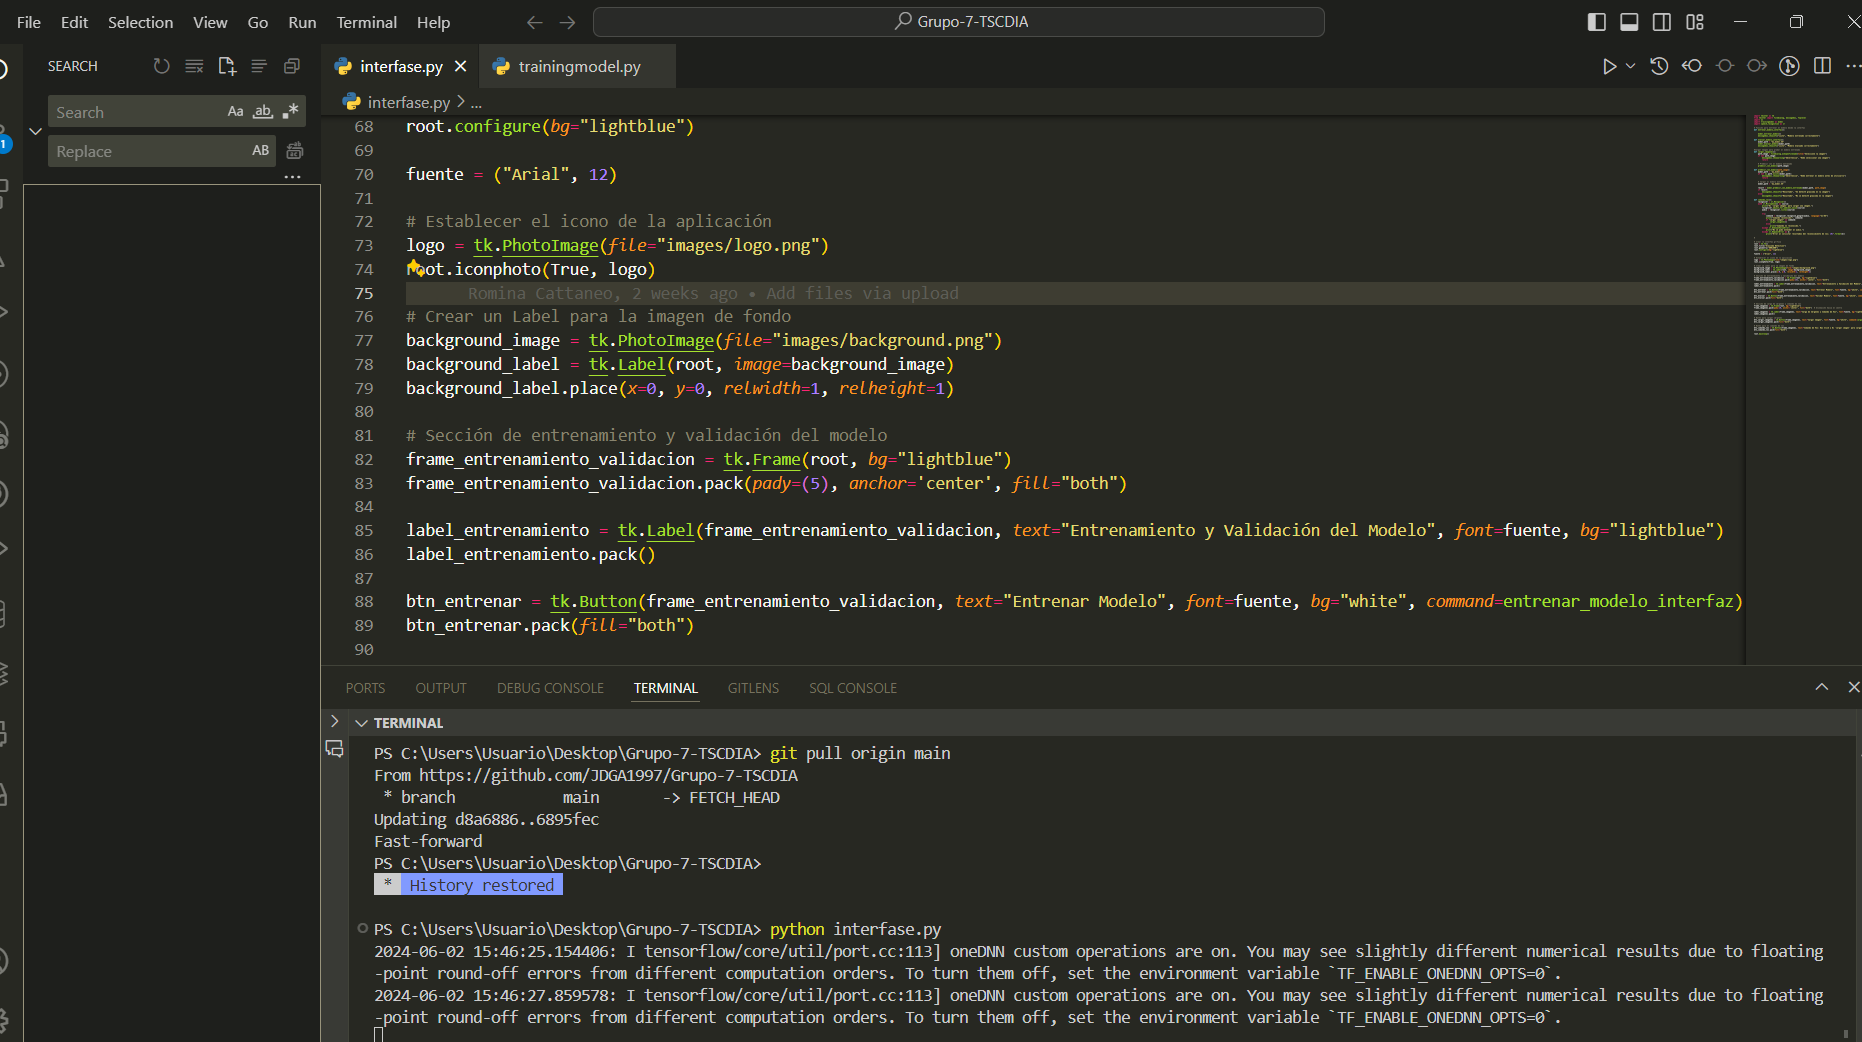 File Edit Selection View Go Run Terminal Help
Grupo-7-TSCDIA
SEARCH
Search
Aa ab .*
Replace
AB
1
interfase.py
trainingmodel.py
interfase.py > ...
68 root.configure(bg="lightblue")
69
70 fuente = ("Arial", 12)
71
72 # Establecer el icono de la aplicación
73 logo = tk.PhotoImage(file="images/logo.png")
74 root.iconphoto(True, logo)
75 Romina Cattaneo, 2 weeks ago • Add files via upload
76 # Crear un Label para la imagen de fondo
77 background_image = tk.PhotoImage(file="images/background.png")
78 background_label = tk.Label(root, image=background_image)
79 background_label.place(x=0, y=0, relwidth=1, relheight=1)
80
81 # Sección de entrenamiento y validación del modelo
82 frame_entrenamiento_validacion = tk.Frame(root, bg="lightblue")
83 frame_entrenamiento_validacion.pack(pady=(5), anchor='center', fill="both")
84
85 label_entrenamiento = tk.Label(frame_entrenamiento_validacion, text="Entrenamiento y Validación del Modelo", font=fuente, bg="lightblue")
86 label_entrenamiento.pack()
87
88 btn_entrenar = tk.Button(frame_entrenamiento_validacion, text="Entrenar Modelo", font=fuente, bg="white", command=entrenar_modelo_interfaz)
89 btn_entrenar.pack(fill="both")
90
PORTS OUTPUT DEBUG CONSOLE TERMINAL GITLENS SQL CONSOLE
TERMINAL
PS C:\Users\Usuario\Desktop\Grupo-7-TSCDIA> git pull origin main
From https://github.com/JDGA1997/Grupo-7-TSCDIA
* branch main -> FETCH_HEAD
Updating d8a6886..6895fec
Fast-forward
PS C:\Users\Usuario\Desktop\Grupo-7-TSCDIA>
* History restored
PS C:\Users\Usuario\Desktop\Grupo-7-TSCDIA> python interfase.py
2024-06-02 15:46:25.154406: I tensorflow/core/util/port.cc:113] oneDNN custom operations are on. You may see slightly different numerical results due to floating
-point round-off errors from different computation orders. To turn them off, set the environment variable `TF_ENABLE_ONEDNN_OPTS=0`.
2024-06-02 15:46:27.859578: I tensorflow/core/util/port.cc:113] oneDNN custom operations are on. You may see slightly different numerical results due to floating
-point round-off errors from different computation orders. To turn them off, set the environment variable `TF_ENABLE_ONEDNN_OPTS=0`.